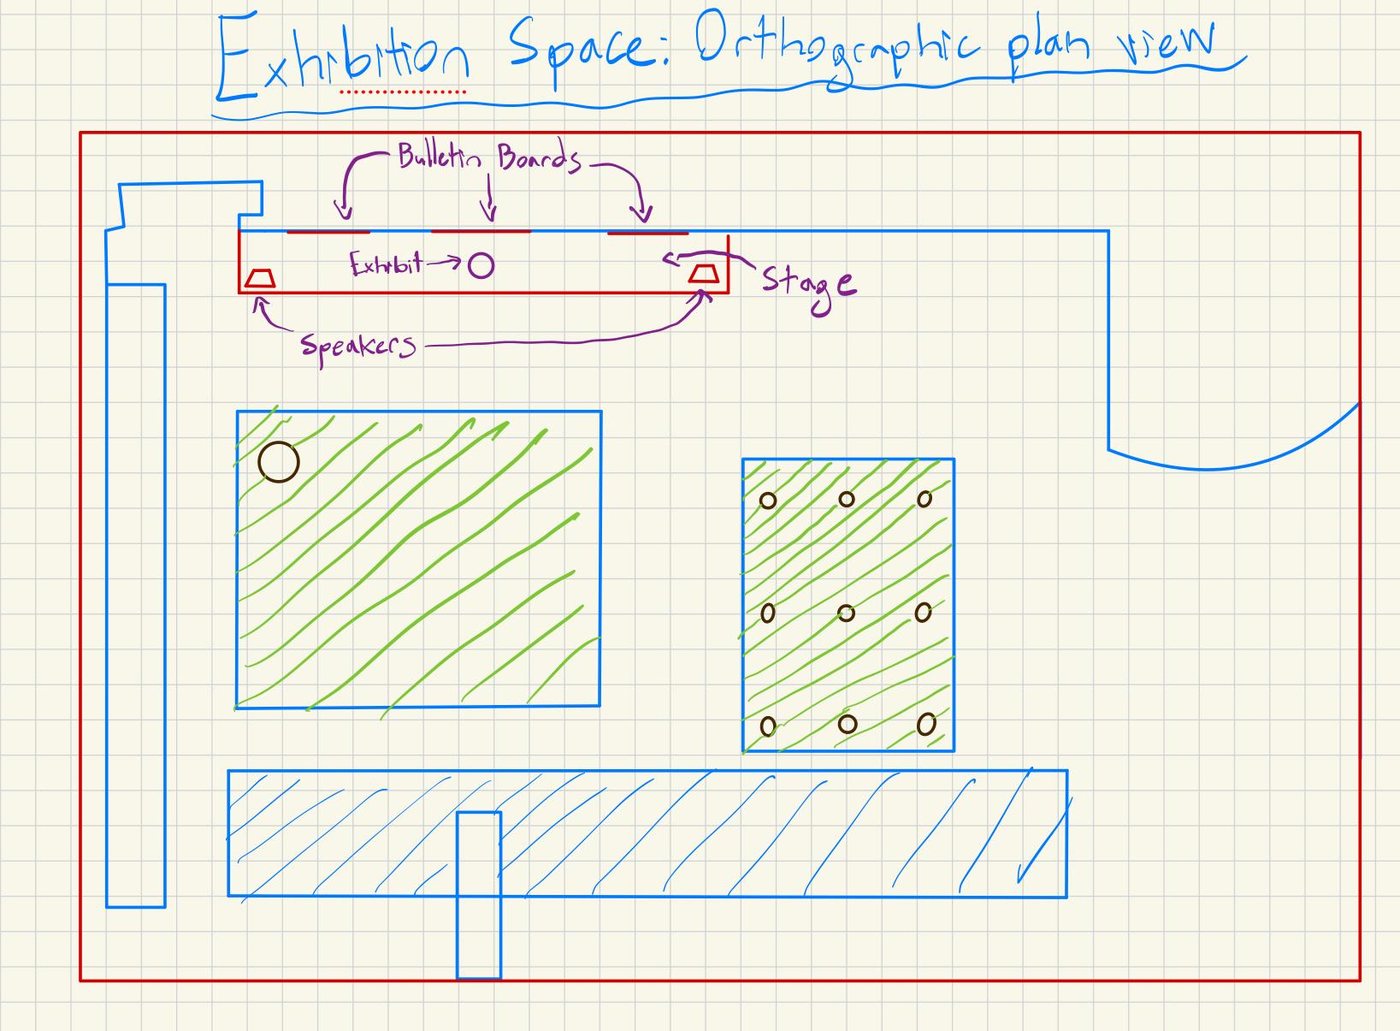 Exhibition Space: Orthographic plan view
Bulletin Boards
Exhibit
Stage
Speakers